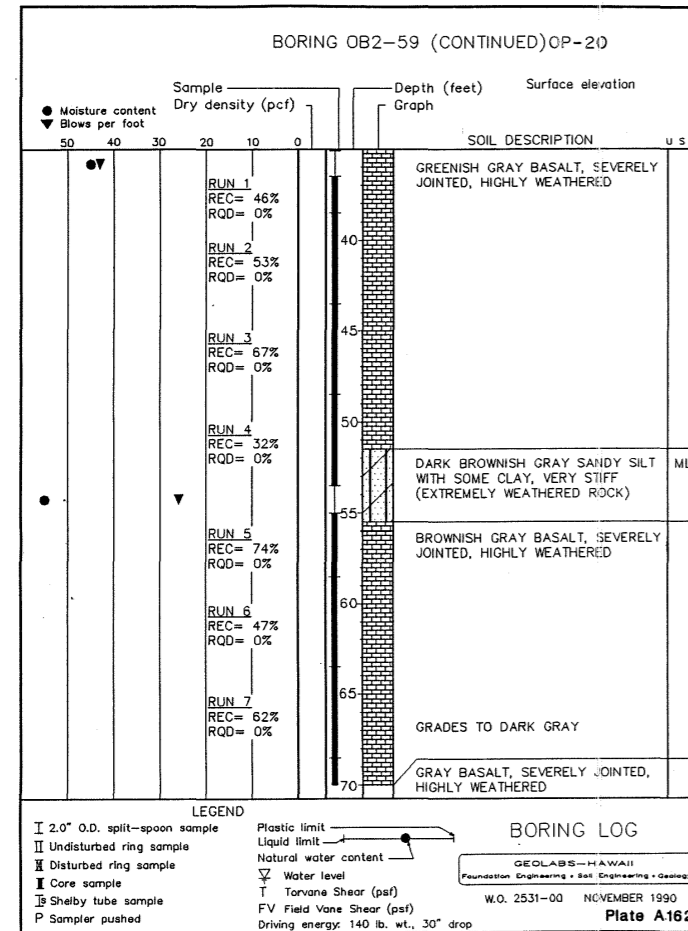 BORING OB2-59 (CONTINUED)OP-20
Sample
Depth (feet)
Surface elevation
Dry density (pcf)
Graph
● Moisture content
▼ Blows per foot
50 40 30 20 10 0
SOIL DESCRIPTION
U S
GREENISH GRAY BASALT, SEVERELY
JOINTED, HIGHLY WEATHERED
RUN 1
REC= 46%
RQD= 0%
40
RUN 2
REC= 53%
RQD= 0%
45
RUN 3
REC= 67%
RQD= 0%
50
RUN 4
REC= 32%
RQD= 0%
DARK BROWNISH GRAY SANDY SILT
WITH SOME CLAY, VERY STIFF
(EXTREMELY WEATHERED ROCK)
ML
55
BROWNISH GRAY BASALT, SEVERELY
JOINTED, HIGHLY WEATHERED
RUN 5
REC= 74%
RQD= 0%
60
RUN 6
REC= 47%
RQD= 0%
65
RUN 7
REC= 62%
RQD= 0%
GRADES TO DARK GRAY
70
GRAY BASALT, SEVERELY JOINTED,
HIGHLY WEATHERED
LEGEND
2.0" O.D. split-spoon sample
Undisturbed ring sample
Disturbed ring sample
Core sample
Shelby tube sample
P Sampler pushed
Plastic limit
Liquid limit
Natural water content
Water level
T Torvane Shear (psf)
FV Field Vane Shear (psf)
Driving energy: 140 lb. wt., 30" drop
BORING LOG
GEOLABS-HAWAII
Foundation Engineering • Soil Engineering • Geology
W.O. 2531-00 NOVEMBER 1990
Plate A.162